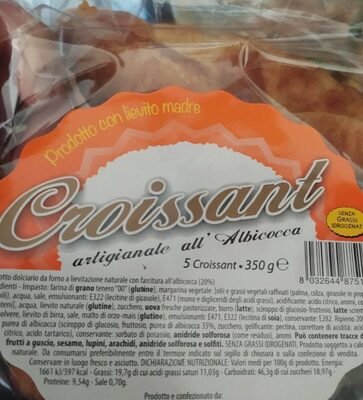 Prodotto con lievito madre
Croissant
artigianale all'Albicocca
SENZA
GRASSI
IDROGENATI
5 Croissant • 350 g e
8 032644 8751
otto dolciario da forno a lievitazione naturale con farcitura all'albicocca (20%)
dienti - Impasto: farina di grano tenero "00" (glutine), margarina vegetale: (olii e grassi vegetali raffinati (palma, colza, girasole in
oli), acqua, sale, emulsionanti: E322 (lecitine di girasole), E471 (mono e digliceridi degli acidi grassi), acidificante: acido citrico, aromi,
teni), acqua, lievito naturale (glutine), zucchero, uova fresche pastorizzate, burro (latte), sciroppo di glucosio-fruttosio, latte
olvere, lievito di birra, sale, malto di orzo-mais (glutine), emulsionanti: E471, E322 (lecitina di soia), conservante: E282. Ripieno 20%
purea di albicocca (sciroppo di glucosio, fruttosio, purea di albicocca 35%, zucchero, gelificante: pectina, correttore di acidità: acido
citrico, acido tartarico), conservante: sorbato di potassio, anidride solforosa (come residuo), aromi. Può contenere tracce di
frutti a guscio, sesamo, lupini, arachidi, anidride solforosa e solfiti. SENZA GRASSI IDROGENATI. Prodotto soggetto a calo
naturale. Da consumarsi preferibilmente entro il termine indicato sul sigillo di chiusura o sulla confezione di vendita.
Conservare in luogo fresco e asciutto. DICHIARAZIONE NUTRIZIONALE: Valori medi per 100g di prodotto. Energia:
1661 kJ/397 kcal - Grassi: 19,7g di cui acidi grassi saturi 11,03g - Carboidrati: 46,3g di cui zuccheri 18,97g -
Proteine: 9,54g - Sale 0,70g.
Prodotto e confezionato da: